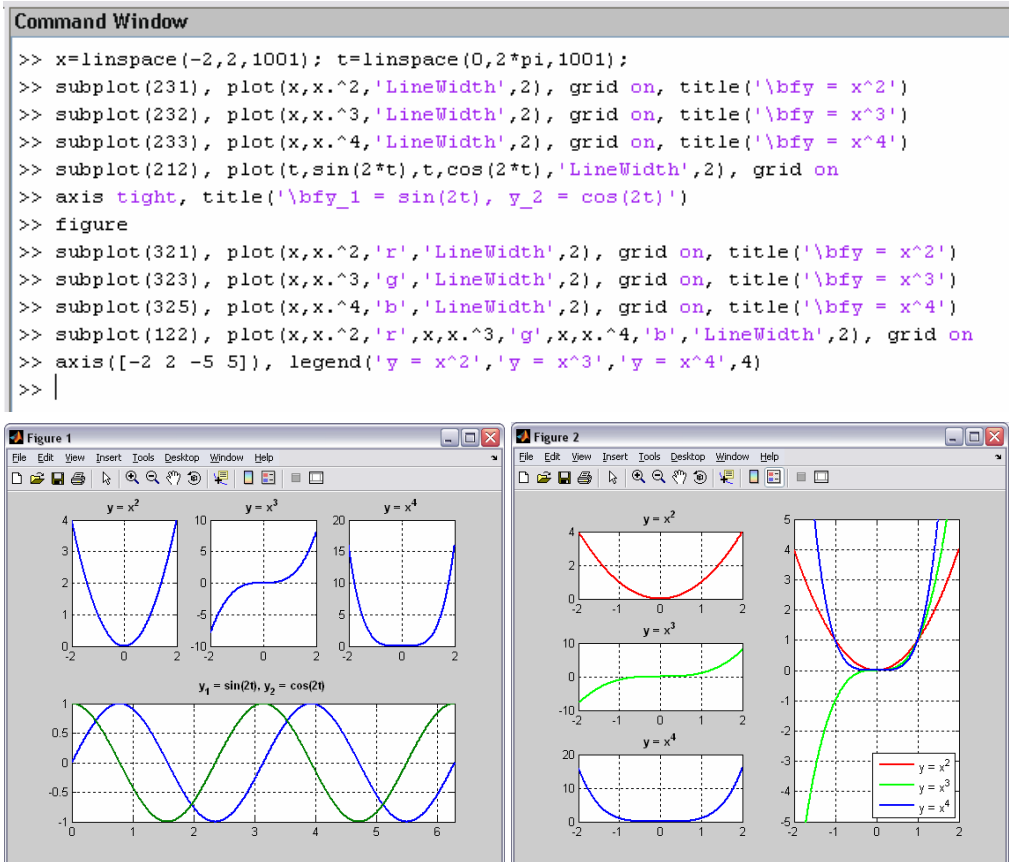 Command Window
>> x=linspace(-2,2,1001); t=linspace(0,2*pi,1001);
>> subplot(231), plot(x,x.^2,'LineWidth',2), grid on, title('\bfy = x^2')
>> subplot(232), plot(x,x.^3,'LineWidth',2), grid on, title('\bfy = x^3')
>> subplot(233), plot(x,x.^4,'LineWidth',2), grid on, title('\bfy = x^4')
>> subplot(212), plot(t,sin(2*t),t,cos(2*t),'LineWidth',2), grid on
>> axis tight, title('\bfy_1 = sin(2t), y_2 = cos(2t)')
>> figure
>> subplot(321), plot(x,x.^2,'r','LineWidth',2), grid on, title('\bfy = x^2')
>> subplot(323), plot(x,x.^3,'g','LineWidth',2), grid on, title('\bfy = x^3')
>> subplot(325), plot(x,x.^4,'b','LineWidth',2), grid on, title('\bfy = x^4')
>> subplot(122), plot(x,x.^2,'r',x,x.^3,'g',x,x.^4,'b','LineWidth',2), grid on
>> axis([-2 2 -5 5]), legend('y = x^2','y = x^3','y = x^4',4)
>>
Figure 1
File Edit View Insert Tools Desktop Window Help
y = x²
4
3
2
1
0
-2 0 2
y = x³
10
5
0
-5
-10
-2 0 2
y = x⁴
20
15
10
5
0
-2 0 2
y₁ = sin(2t), y₂ = cos(2t)
1
0.5
0
-0.5
-1
0 1 2 3 4 5 6
Figure 2
File Edit View Insert Tools Desktop Window Help
y = x²
4
2
0
-2 -1 0 1 2
y = x³
10
0
-10
-2 -1 0 1 2
y = x⁴
20
10
0
-2 -1 0 1 2
5
4
3
2
1
0
-1
-2
-3
-4
-5
-2 -1 0 1 2
y = x²
y = x³
y = x⁴